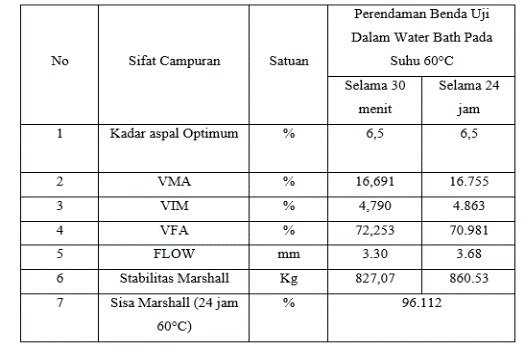 No
Sifat Campuran
Satuan
Perendaman Benda Uji
Dalam Water Bath Pada
Suhu 60°C
Selama 30
menit
Selama 24
jam
1 Kadar aspal Optimum % 6,5 6,5
2 VMA % 16,691 16.755
3 VIM % 4,790 4.863
4 VFA % 72,253 70.981
5 FLOW mm 3.30 3.68
6 Stabilitas Marshall Kg 827,07 860.53
7 Sisa Marshall (24 jam % 96.112
60°C)